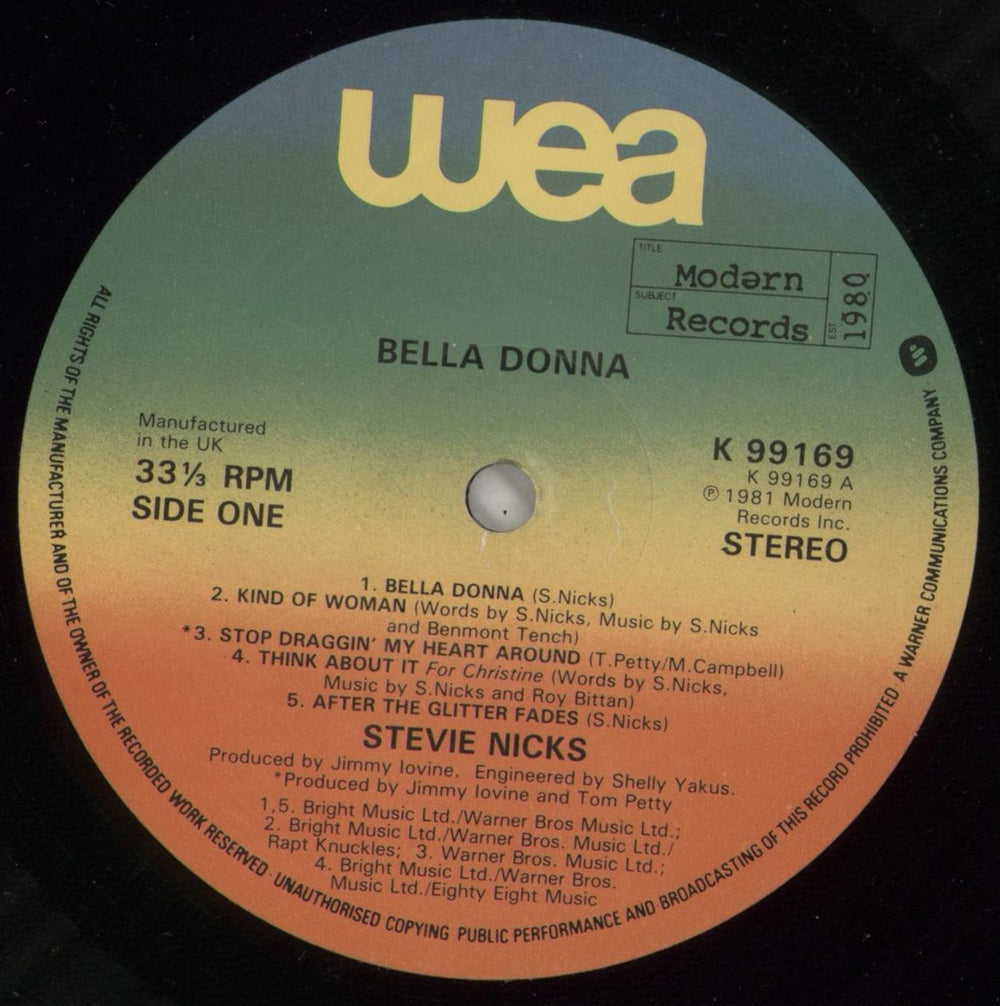 wea
TITLE
Modərn
SUBJECT
Records
EST 1980
BELLA DONNA
Manufactured
in the UK
33⅓ RPM
SIDE ONE
K 99169
K 99169 A
℗ 1981 Modern
Records Inc.
STEREO
1. BELLA DONNA (S.Nicks)
2. KIND OF WOMAN (Words by S.Nicks, Music by S.Nicks
and Benmont Tench)
*3. STOP DRAGGIN' MY HEART AROUND (T.Petty/M.Campbell)
4. THINK ABOUT IT For Christine (Words by S.Nicks,
Music by S.Nicks and Roy Bittan)
5. AFTER THE GLITTER FADES (S.Nicks)
STEVIE NICKS
Produced by Jimmy Iovine. Engineered by Shelly Yakus.
*Produced by Jimmy Iovine and Tom Petty
1,5. Bright Music Ltd./Warner Bros Music Ltd.;
2. Bright Music Ltd./Warner Bros. Music Ltd./
Rapt Knuckles; 3. Warner Bros. Music Ltd.;
4. Bright Music Ltd./Warner Bros.
Music Ltd./Eighty Eight Music
ALL RIGHTS OF THE MANUFACTURER AND OF THE OWNER OF THE RECORDED WORK RESERVED · UNAUTHORISED COPYING PUBLIC PERFORMANCE AND BROADCASTING OF THIS RECORD PROHIBITED · A WARNER COMMUNICATIONS COMPANY ·